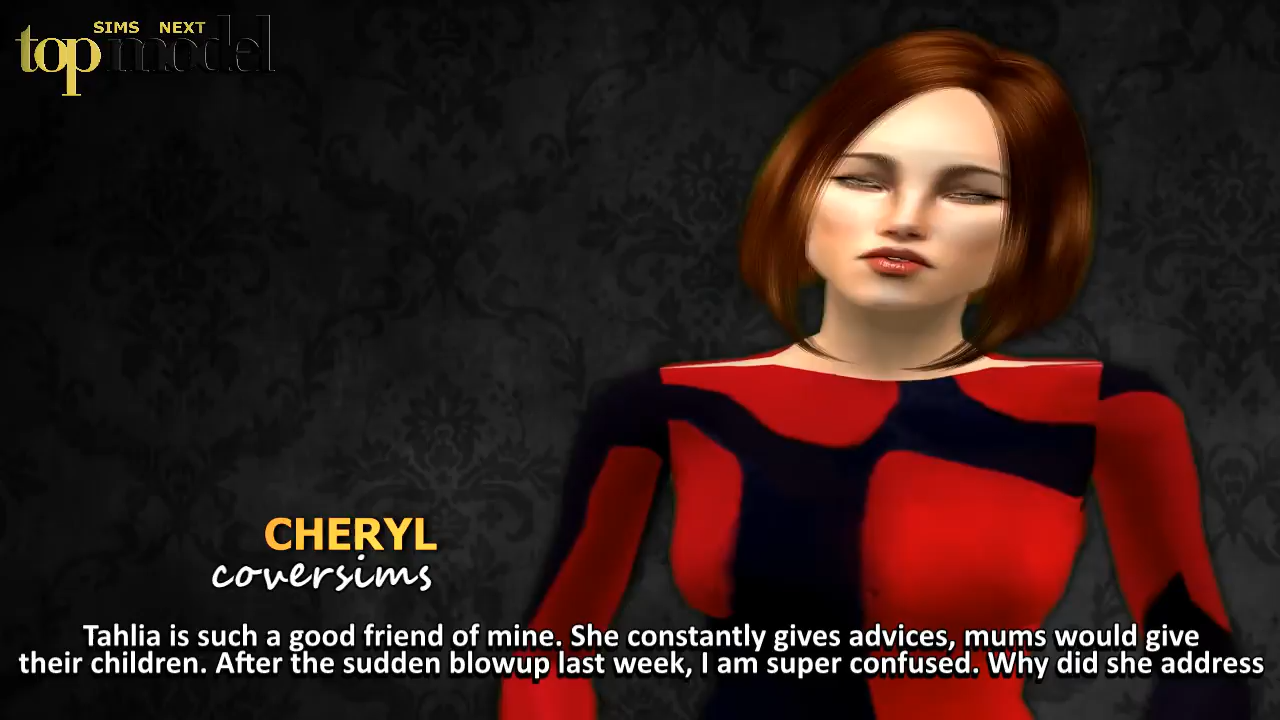 SIMS NEXT
top model
CHERYL
coversims
Tahlia is such a good friend of mine. She constantly gives advices, mums would give
their children. After the sudden blowup last week, I am super confused. Why did she address